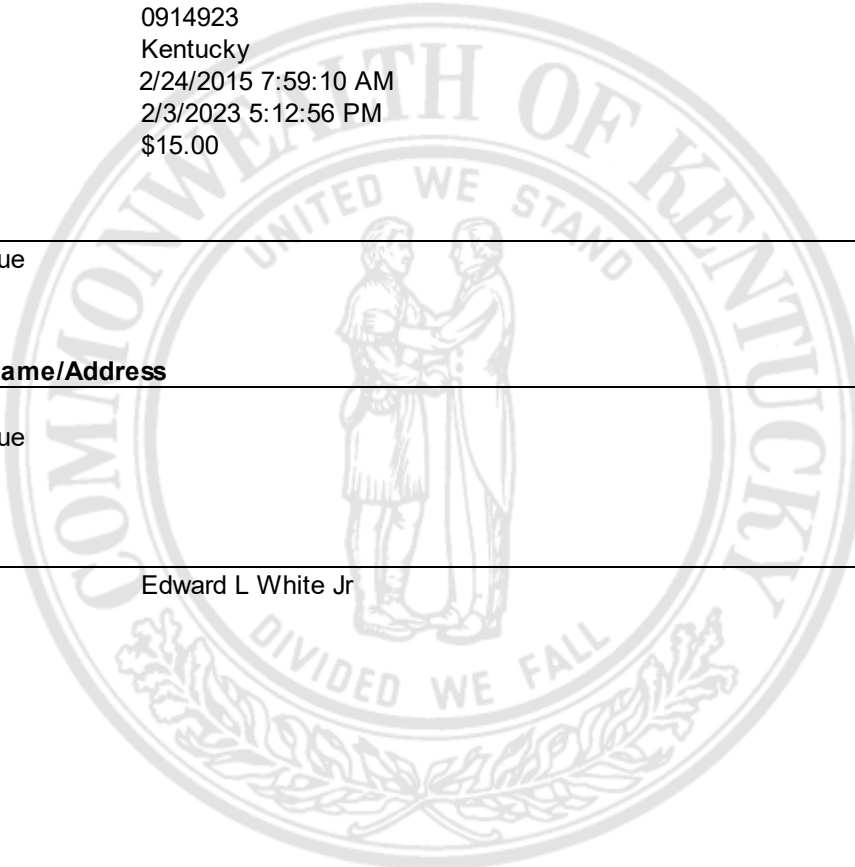 0914923
Kentucky
2/24/2015 7:59:10 AM
2/3/2023 5:12:56 PM
$15.00
COMMONWEALTH OF KENTUCKY
UNITED WE STAND
ue
ame/Address
ue
Edward L White Jr
DIVIDED WE FALL